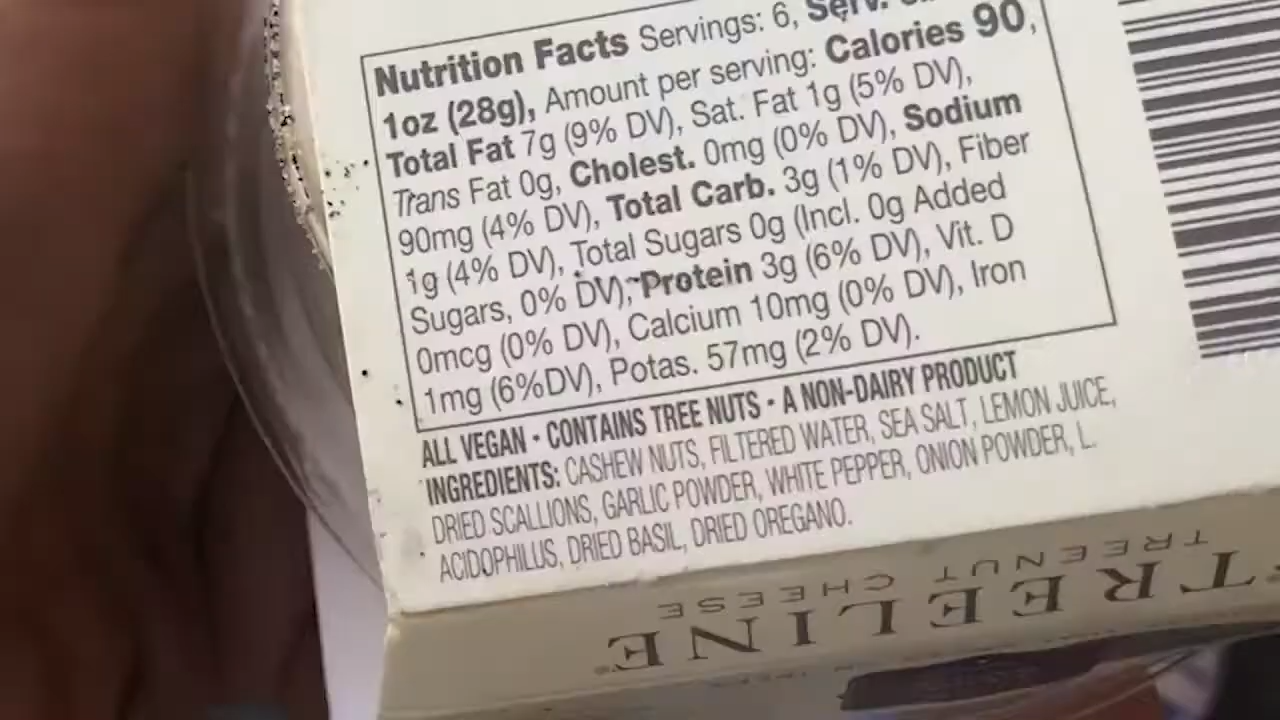 Nutrition Facts Servings: 6, Serv.
1oz (28g), Amount per serving: Calories 90,
Total Fat 7g (9% DV), Sat. Fat 1g (5% DV),
Trans Fat 0g, Cholest. 0mg (0% DV), Sodium
90mg (4% DV), Total Carb. 3g (1% DV), Fiber
1g (4% DV), Total Sugars 0g (Incl. 0g Added
Sugars, 0% DV), Protein 3g (6% DV), Vit. D
0mcg (0% DV), Calcium 10mg (0% DV), Iron
1mg (6%DV), Potas. 57mg (2% DV).
ALL VEGAN • CONTAINS TREE NUTS • A NON-DAIRY PRODUCT
INGREDIENTS: CASHEW NUTS, FILTERED WATER, SEA SALT, LEMON JUICE,
DRIED SCALLIONS, GARLIC POWDER, WHITE PEPPER, ONION POWDER, L.
ACIDOPHILUS, DRIED BASIL, DRIED OREGANO.
TREELINE®
TREENUT CHEESE